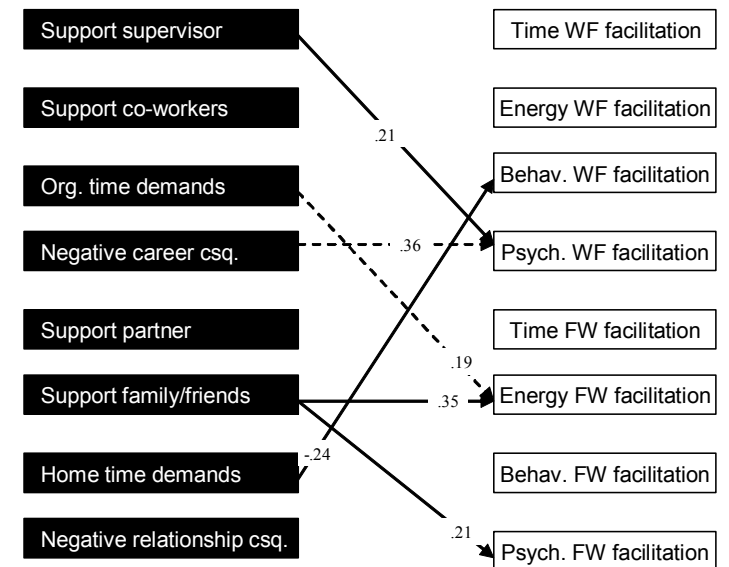 Support supervisor
Time WF facilitation
Support co-workers
Energy WF facilitation
.21
Org. time demands
Behav. WF facilitation
Negative career csq.
.36
Psych. WF facilitation
Support partner
Time FW facilitation
.19
Support family/friends
.35
Energy FW facilitation
-.24
Home time demands
Behav. FW facilitation
Negative relationship csq.
.21
Psych. FW facilitation